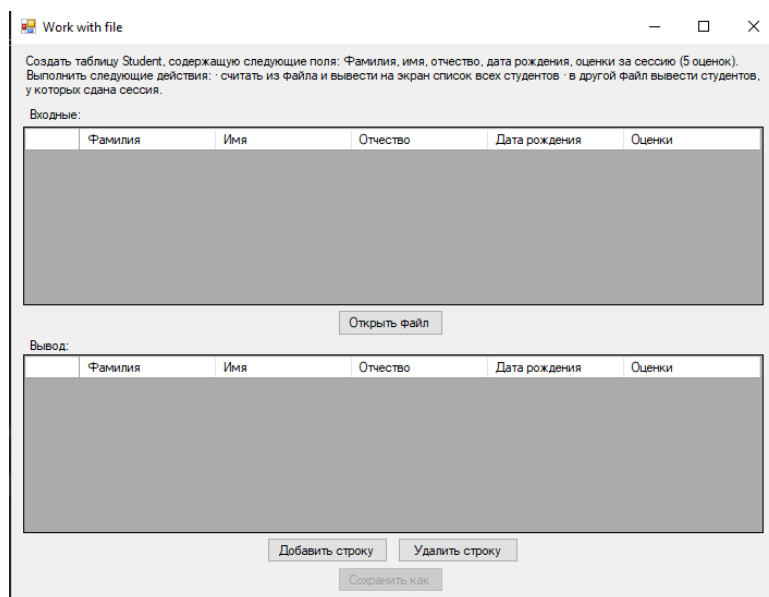 Work with file
Создать таблицу Student, содержащую следующие поля: Фамилия, имя, отчество, дата рождения, оценки за сессию (5 оценок).
Выполнить следующие действия: · считать из файла и вывести на экран список всех студентов · в другой файл вывести студентов,
у которых сдана сессия.
Входные:
Фамилия Имя Отчество Дата рождения Оценки
Открыть файл
Вывод:
Фамилия Имя Отчество Дата рождения Оценки
Добавить строку Удалить строку
Сохранить как